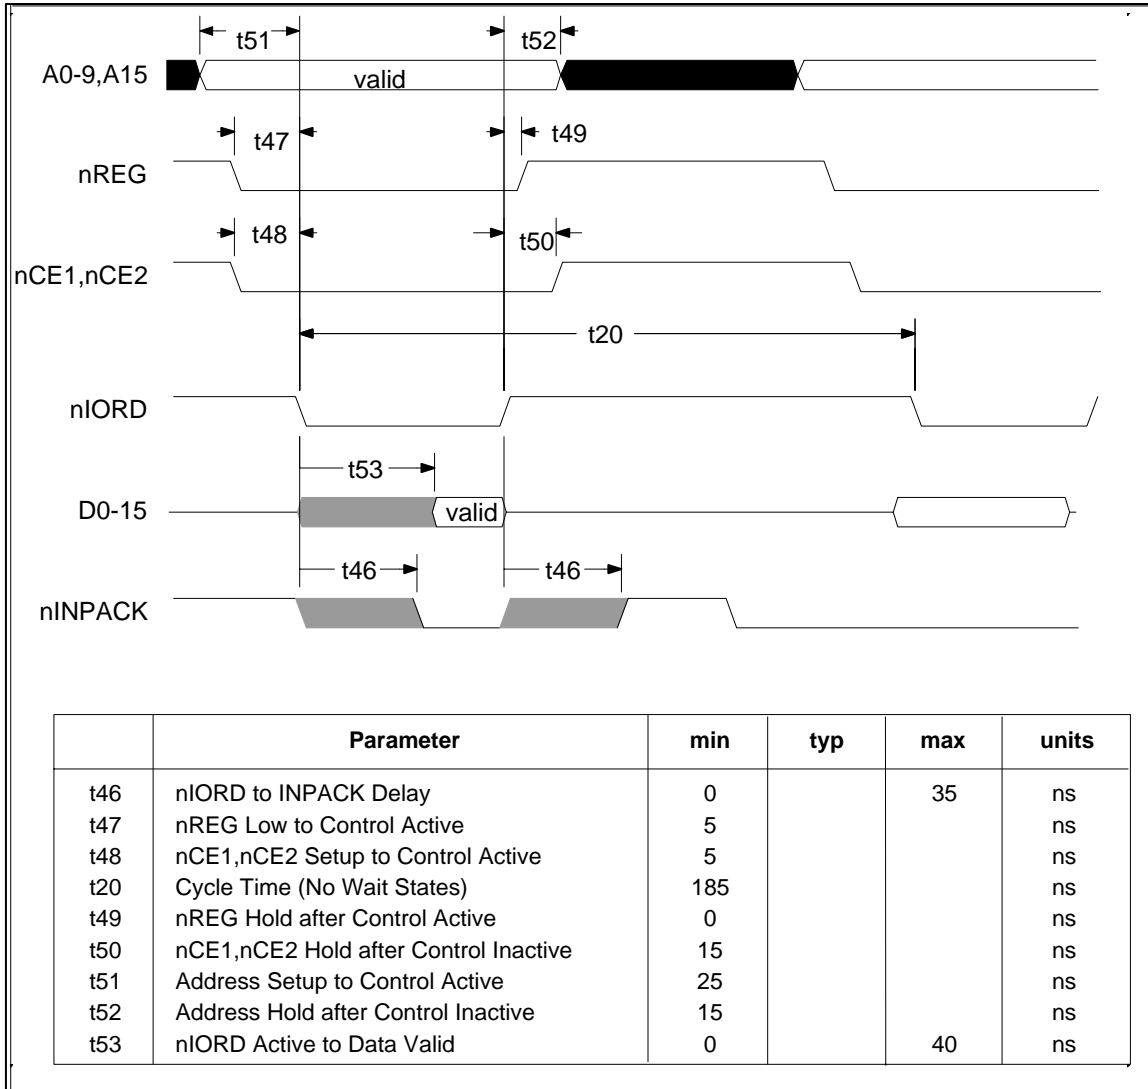 t51 t52
A0-9,A15 valid
t47 t49
nREG
t48 t50
nCE1,nCE2
t20
nIORD
t53
D0-15 valid
t46 t46
nINPACK
Parameter min typ max units
t46 nIORD to INPACK Delay 0 35 ns
t47 nREG Low to Control Active 5 ns
t48 nCE1,nCE2 Setup to Control Active 5 ns
t20 Cycle Time (No Wait States) 185 ns
t49 nREG Hold after Control Active 0 ns
t50 nCE1,nCE2 Hold after Control Inactive 15 ns
t51 Address Setup to Control Active 25 ns
t52 Address Hold after Control Inactive 15 ns
t53 nIORD Active to Data Valid 0 40 ns